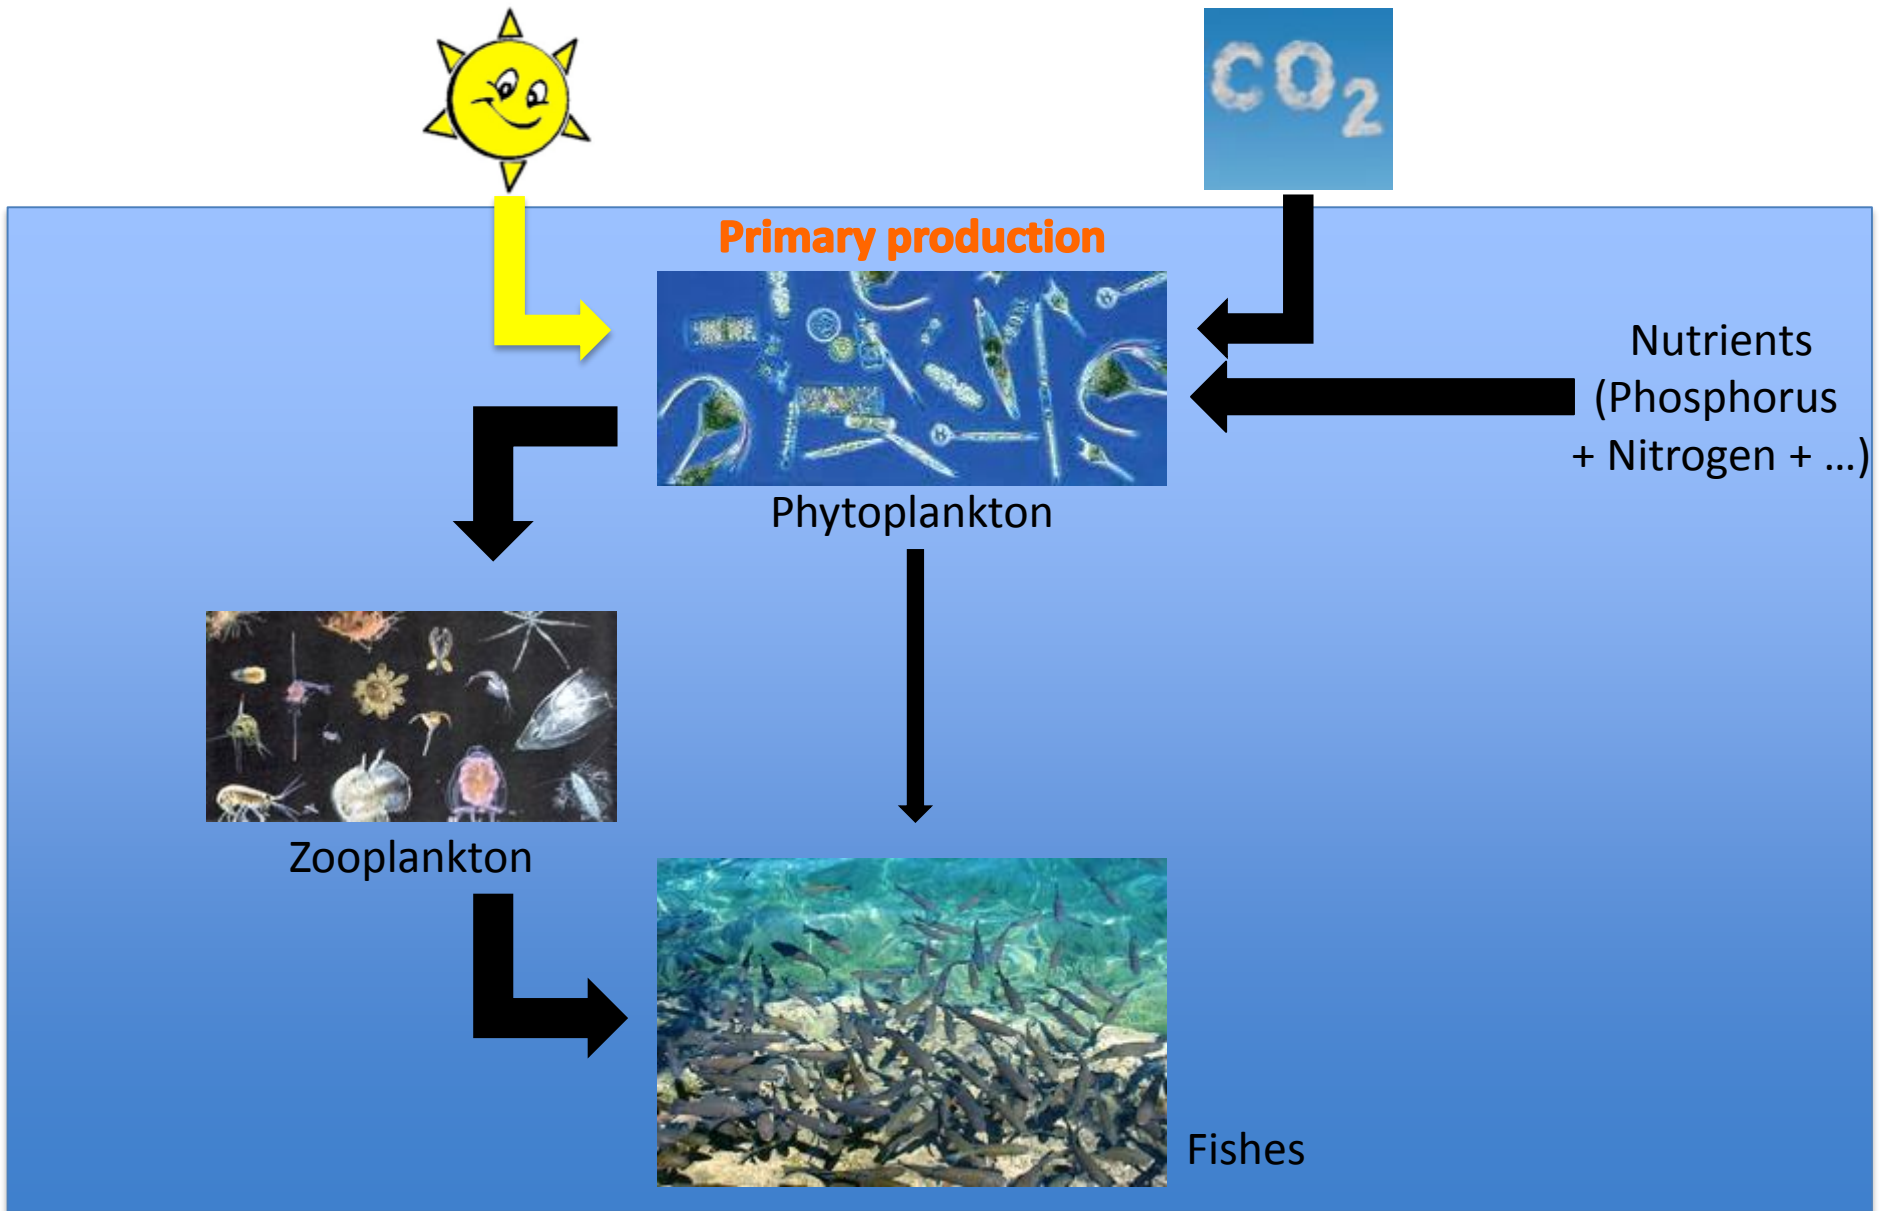 CO₂
Primary production
Nutrients
(Phosphorus
+ Nitrogen + ...)
Phytoplankton
Zooplankton
Fishes